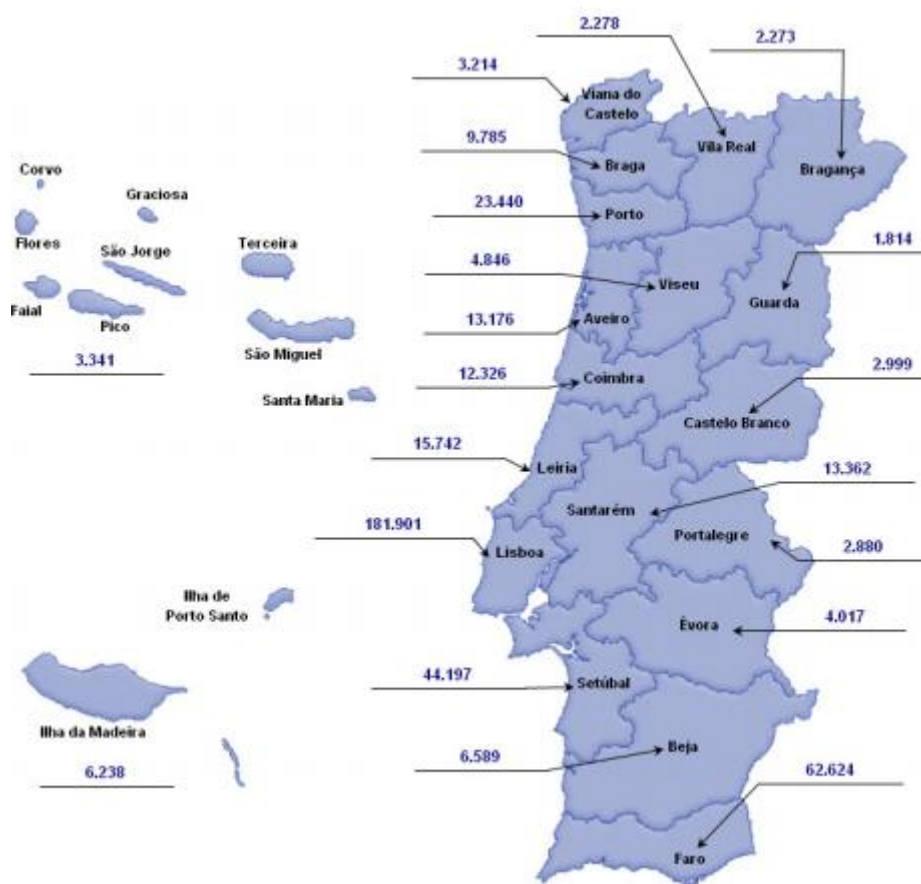 2.278
2.273
3.214
Viana do
Castelo
9.785
Vila Real
Braga
Bragança
Corvo
Graciosa
23.440
Porto
Flores
São Jorge
Terceira
1.814
4.846
Viseu
Guarda
Faial
Pico
13.176
Aveiro
São Miguel
3.341
12.326
Coimbra
2.999
Santa Maria
Castelo Branco
15.742
Leiria
13.362
Santarém
181.901
Lisboa
Portalegre
2.880
Ilha de
Porto Santo
Évora
4.017
44.197
Setúbal
Ilha da Madeira
6.238
6.589
Beja
62.624
Faro